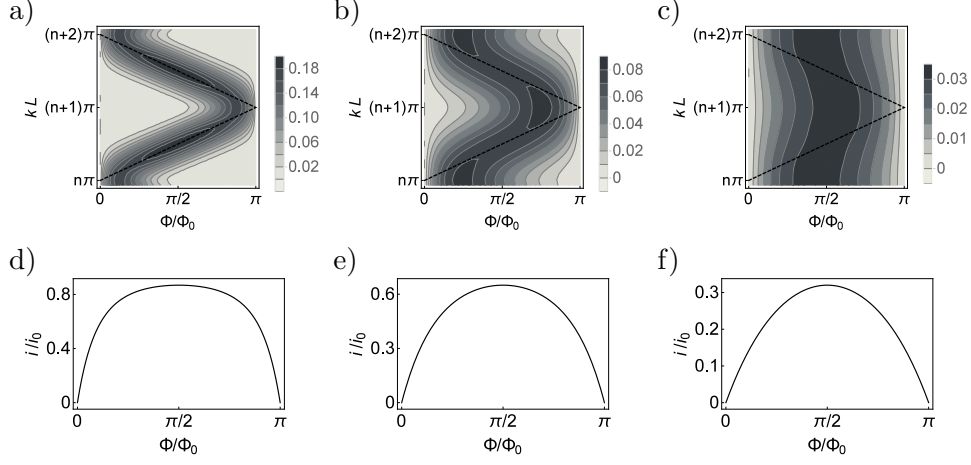 a)
(n+2)π
(n+1)π
nπ
k L
0
π/2
π
Φ/Φ0
0.18
0.14
0.10
0.06
0.02
b)
(n+2)π
(n+1)π
nπ
k L
0
π/2
π
Φ/Φ0
0.08
0.06
0.04
0.02
0
c)
(n+2)π
(n+1)π
nπ
k L
0
π/2
π
Φ/Φ0
0.03
0.02
0.01
0
d)
0.8
0.4
0
i/i0
0
π/2
π
Φ/Φ0
e)
0.6
0.3
0
i/i0
0
π/2
π
Φ/Φ0
f)
0.3
0.2
0.1
0
i/i0
0
π/2
π
Φ/Φ0